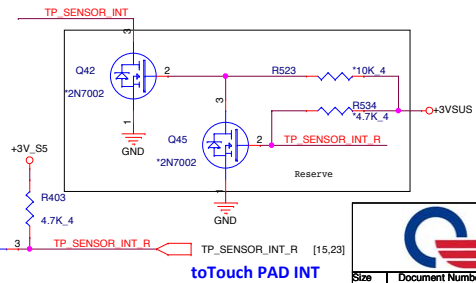 TP_SENSOR_INT
3
Q42
2
R523
*10K_4
*2N7002
R534
*4.7K_4
+3VSUS
3
1
Q45
2
TP_SENSOR_INT_R
+3V_S5
GND
*2N7002
Reserve
1
R403
4.7K_4
GND
3
TP_SENSOR_INT_R
TP_SENSOR_INT_R [15,23]
toTouch PAD INT
Size
Document Numbe